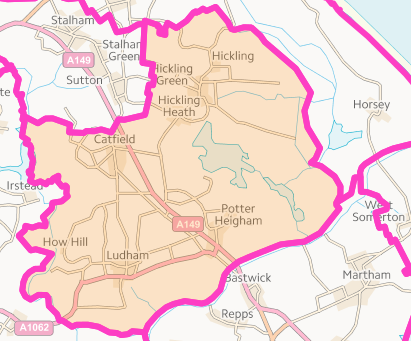 Stalham
Stalham
Green
A149
Sutton
Hickling
Hickling
Green
Hickling
Heath
Horsey
Catfield
Irstead
Potter
Heigham
A149
West
Somerton
How Hill
Ludham
Bastwick
Martham
Repps
A1062